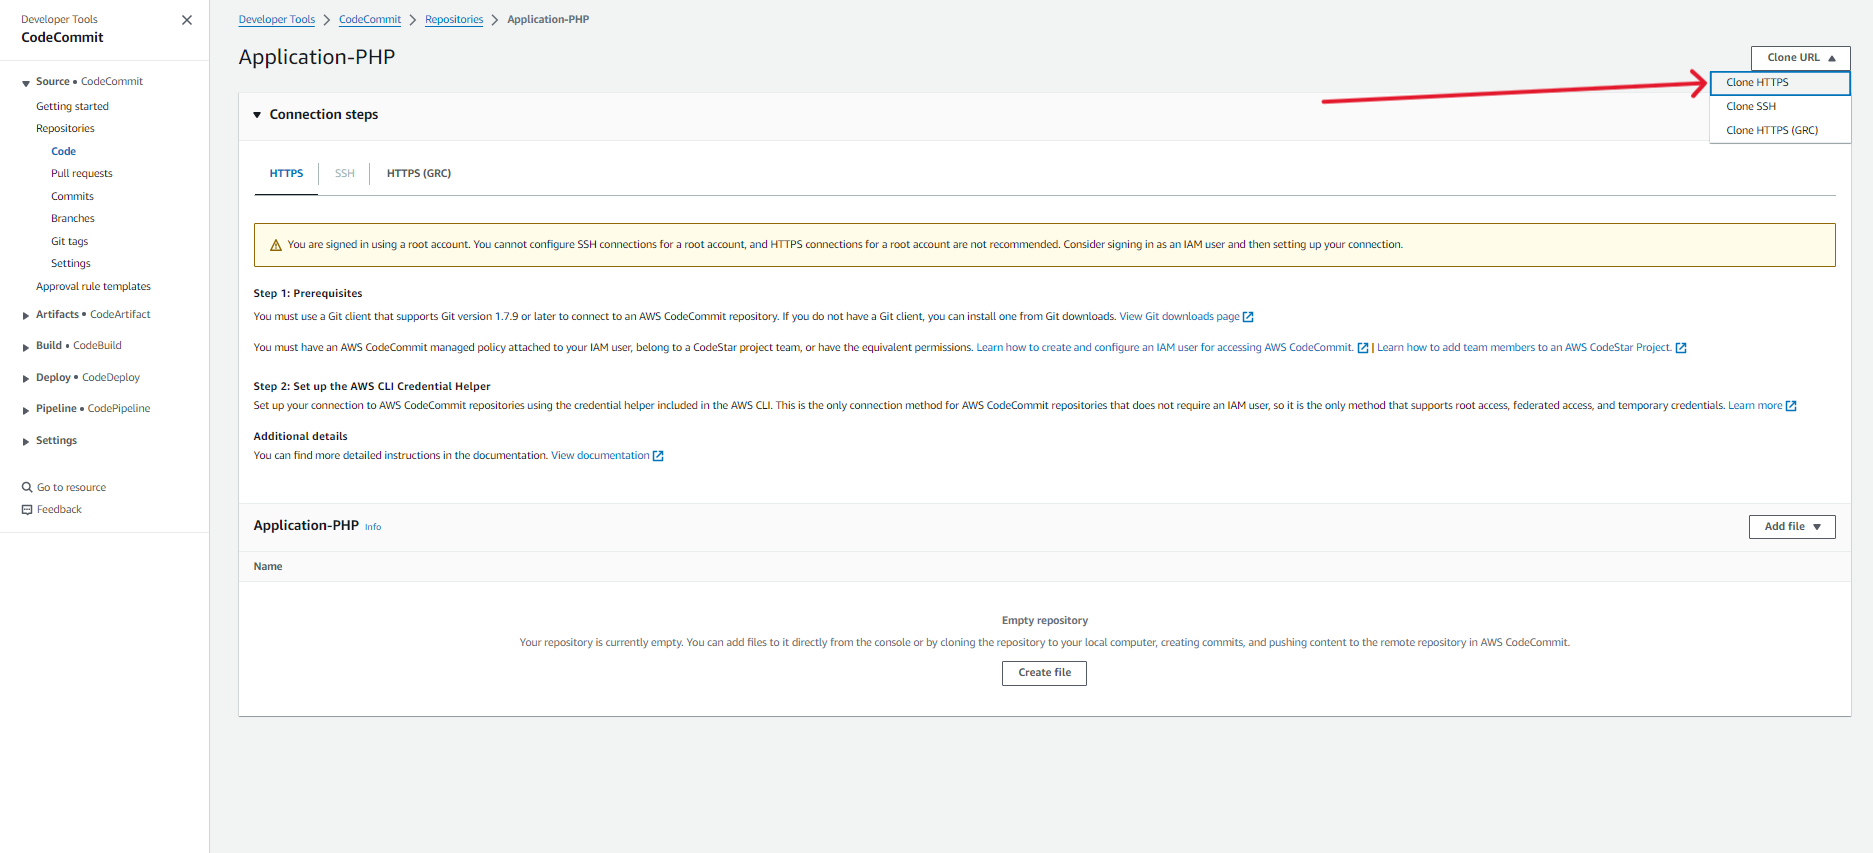 Developer Tools
CodeCommit
Source • CodeCommit
Getting started
Repositories
Code
Pull requests
Commits
Branches
Git tags
Settings
Approval rule templates
Artifacts • CodeArtifact
Build • CodeBuild
Deploy • CodeDeploy
Pipeline • CodePipeline
Settings
Go to resource
Feedback
Developer Tools > CodeCommit > Repositories > Application-PHP
Application-PHP
Clone URL
Clone HTTPS
Clone SSH
Clone HTTPS (GRC)
Connection steps
HTTPS SSH HTTPS (GRC)
You are signed in using a root account. You cannot configure SSH connections for a root account, and HTTPS connections for a root account are not recommended. Consider signing in as an IAM user and then setting up your connection.
Step 1: Prerequisites
You must use a Git client that supports Git version 1.7.9 or later to connect to an AWS CodeCommit repository. If you do not have a Git client, you can install one from Git downloads. View Git downloads page
You must have an AWS CodeCommit managed policy attached to your IAM user, belong to a CodeStar project team, or have the equivalent permissions. Learn how to create and configure an IAM user for accessing AWS CodeCommit. | Learn how to add team members to an AWS CodeStar Project.
Step 2: Set up the AWS CLI Credential Helper
Set up your connection to AWS CodeCommit repositories using the credential helper included in the AWS CLI. This is the only connection method for AWS CodeCommit repositories that does not require an IAM user, so it is the only method that supports root access, federated access, and temporary credentials. Learn more
Additional details
You can find more detailed instructions in the documentation. View documentation
Application-PHP Info
Add file
Name
Empty repository
Your repository is currently empty. You can add files to it directly from the console or by cloning the repository to your local computer, creating commits, and pushing content to the remote repository in AWS CodeCommit.
Create file